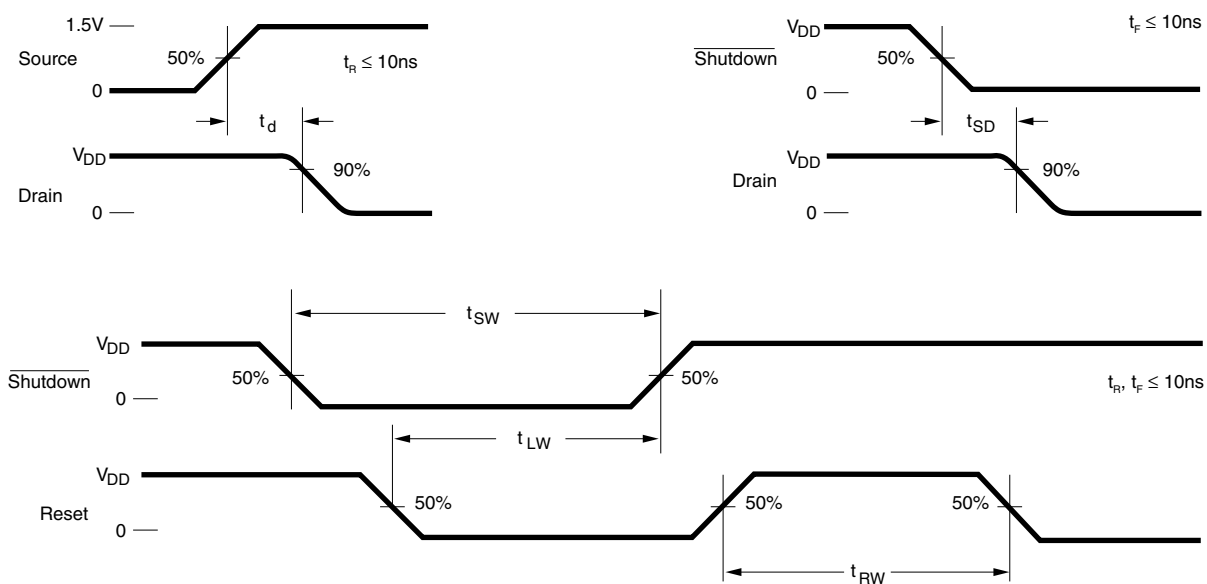 1.5V
Source
50%
t_R ≤ 10ns
0
t_d
V_DD
90%
Drain
0
V_DD
t_F ≤ 10ns
Shutdown
50%
0
t_SD
V_DD
90%
Drain
0
t_SW
V_DD
50%
50%
Shutdown
0
t_R, t_F ≤ 10ns
t_LW
V_DD
50%
50%
50%
Reset
0
t_RW